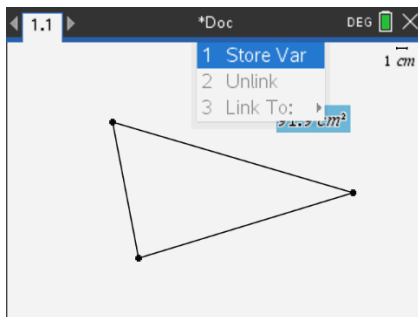 1.1 *Doc DEG
1 Store Var
1 cm
2 Unlink
3 Link To:
cm²